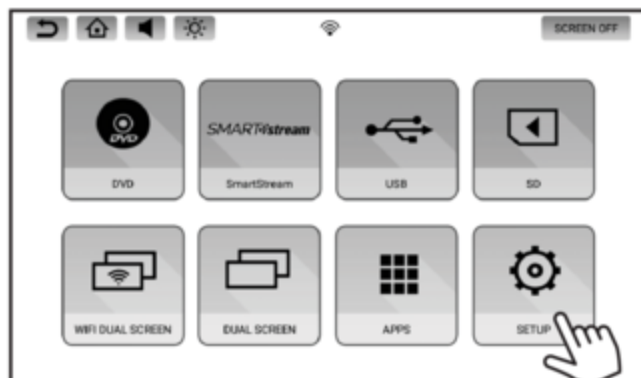 SCREEN OFF
DVD
SMARTstream
DVD
SmartStream
USB
SD
WIFI DUAL SCREEN
DUAL SCREEN
APPS
SETUP